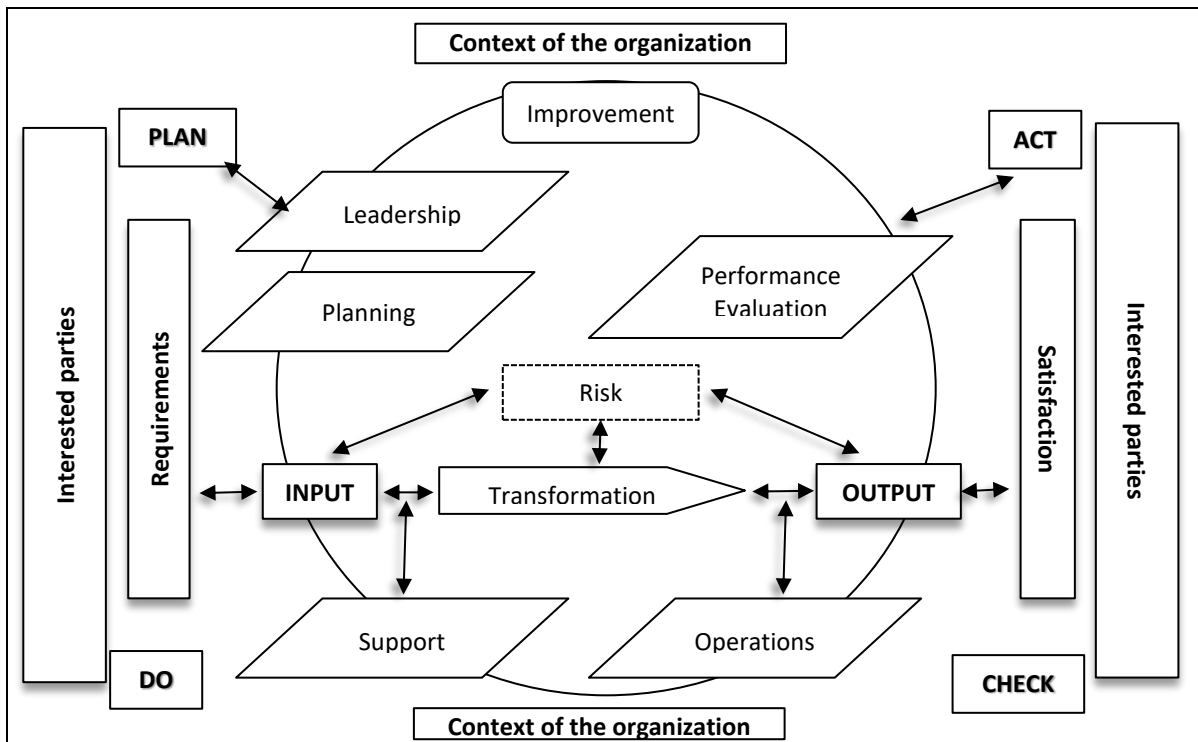 Context of the organization
Improvement
PLAN
ACT
Leadership
Performance
Evaluation
Planning
Interested parties
Requirements
Risk
Satisfaction
Interested parties
INPUT
Transformation
OUTPUT
Support
Operations
DO
CHECK
Context of the organization